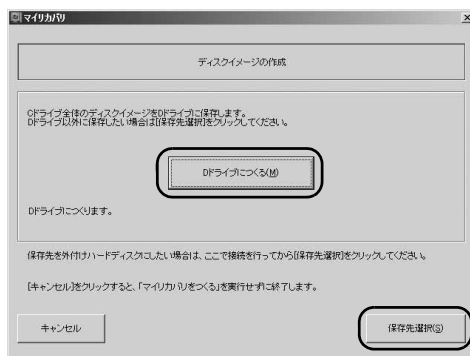 マイリカバリ
ディスクイメージの作成
Cドライブ全体のディスクイメージをDドライブに保存します。
Dドライブ以外に保存したい場合は[保存先選択]をクリックしてください。
Dドライブにつくる(M)
Dドライブにつくります。
保存先を外付けハードディスクにしたい場合は、ここで接続を行ってから[保存先選択]をクリックしてください。
[キャンセル]をクリックすると、「マイリカバリをつくる」を実行せずに終了します。
キャンセル
保存先選択(S)